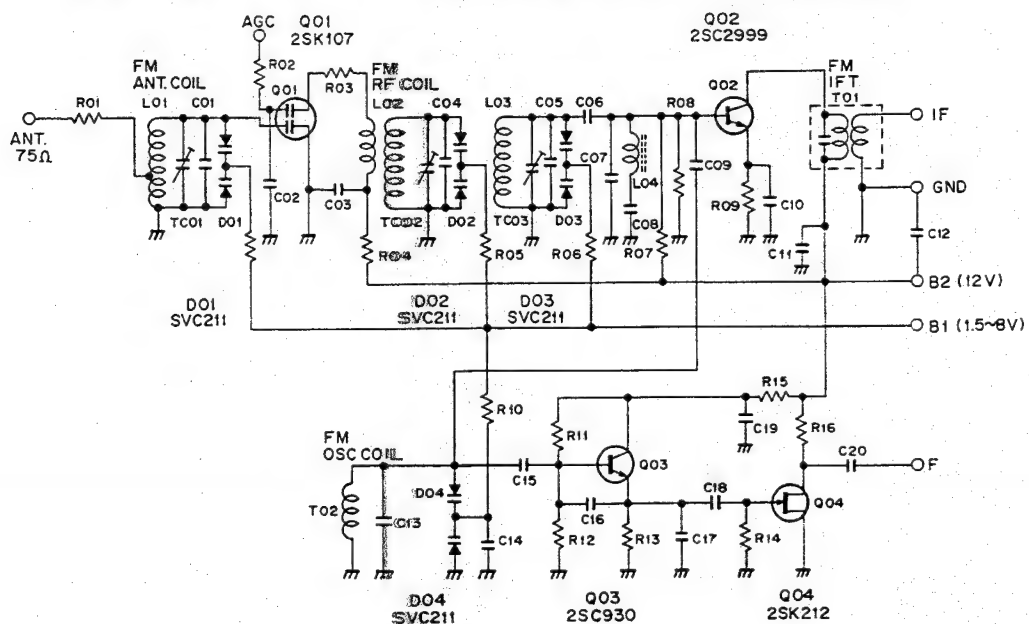 AGC
Q01
2SK107
Q02
2SC2999
FM
ANT. COIL
R02
Q01
R03
FM
RF COIL
Q02
FM
IFT
T01
R01
L01
C01
L02
C04
L03
C05
C06
R08
IF
ANT.
75Ω
C07
L04
C09
GND
TC01
D01
C02
C03
TC02
D02
TC03
D03
C08
R09
C10
C11
C12
R04
R05
R06
R07
B2 (12V)
D01
SVC211
D02
SVC211
D03
SVC211
B1 (1.5~8V)
R10
R15
FM
OSC COIL
R11
C19
R16
C20
F
C15
Q03
D04
C18
Q04
T02
C13
C16
C14
R12
R13
C17
R14
D04
SVC211
Q03
2SC930
Q04
2SK212